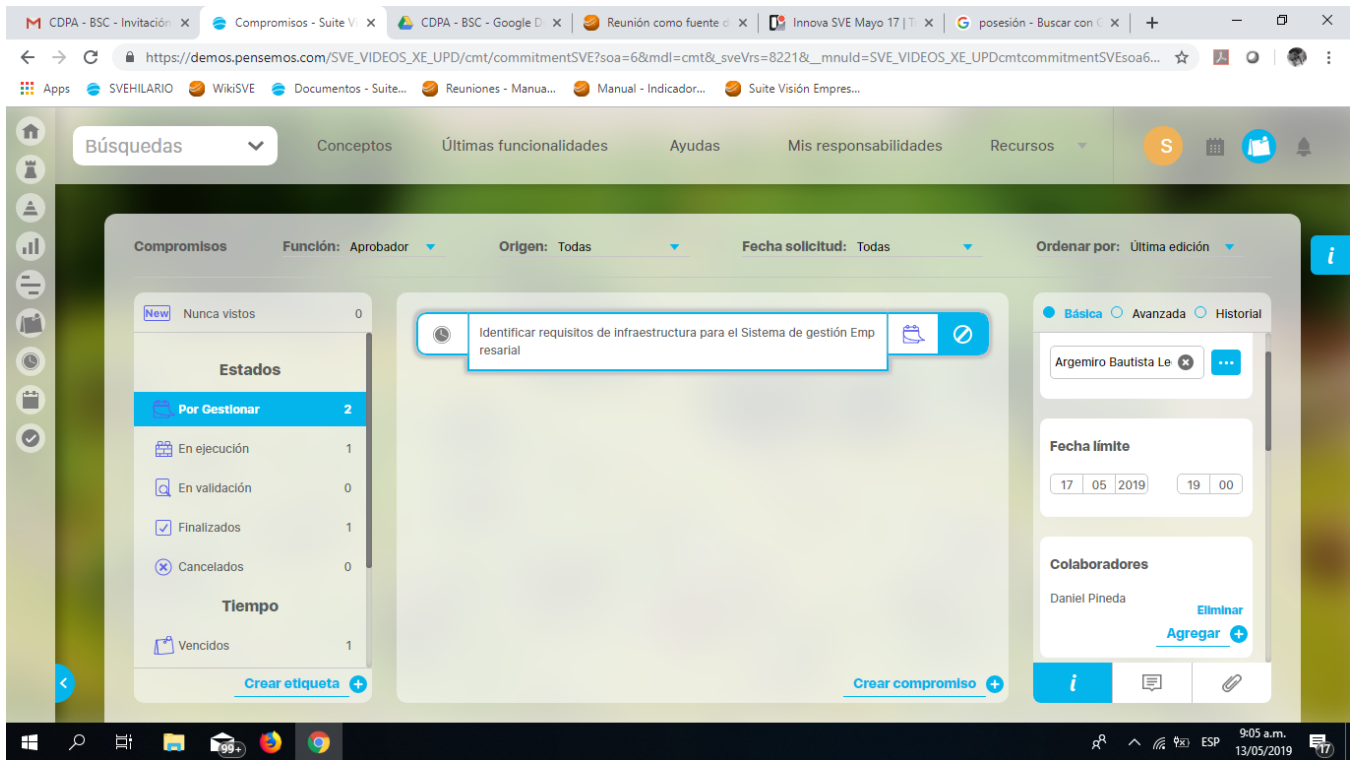 CDPA - BSC - Invitación
Compromisos - Suite Vi
CDPA - BSC - Google D
Reunión como fuente d
Innova SVE Mayo 17 | T
posesión - Buscar con G
https://demos.pensemos.com/SVE_VIDEOS_XE_UPD/cmt/commitmentSVE?soa=6&mdl=cmt&_sveVrs=8221&__mnuId=SVE_VIDEOS_XE_UPDcmtcommitmentSVEsoa6...
Apps SVEHILARIO WikiSVE Documentos - Suite... Reuniones - Manua... Manual - Indicador... Suite Visión Empres...
Búsquedas Conceptos Últimas funcionalidades Ayudas Mis responsabilidades Recursos S
Compromisos Función: Aprobador Origen: Todas Fecha solicitud: Todas Ordenar por: Última edición
i
New Nunca vistos 0
Estados
Por Gestionar 2
En ejecución 1
En validación 0
Finalizados 1
Cancelados 0
Tiempo
Vencidos 1
Crear etiqueta
Identificar requisitos de infraestructura para el Sistema de gestión Emp
resarial
Crear compromiso
Básica Avanzada Historial
Argemiro Bautista Le
Fecha límite
17 05 2019 19 00
Colaboradores
Daniel Pineda
Eliminar
Agregar
i
99+
ESP
9:05 a.m.
13/05/2019
17